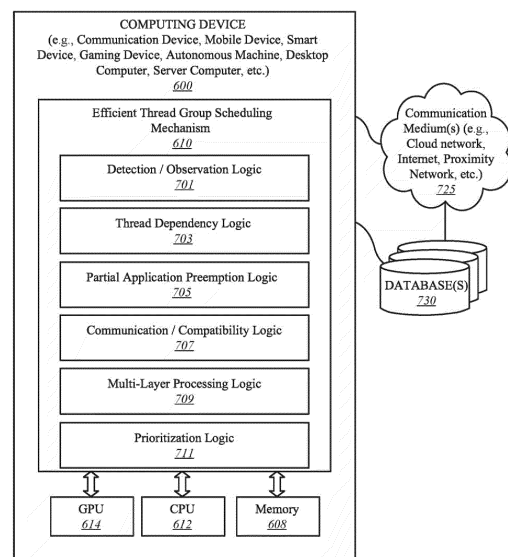 COMPUTING DEVICE
(e.g., Communication Device, Mobile Device, Smart
Device, Gaming Device, Autonomous Machine, Desktop
Computer, Server Computer, etc.)
600
Efficient Thread Group Scheduling
Mechanism
610
Detection / Observation Logic
701
Thread Dependency Logic
703
Partial Application Preemption Logic
705
Communication / Compatibility Logic
707
Multi-Layer Processing Logic
709
Prioritization Logic
711
GPU
614
CPU
612
Memory
608
Communication
Medium(s) (e.g.,
Cloud network,
Internet, Proximity
Network, etc.)
725
DATABASE(S)
730